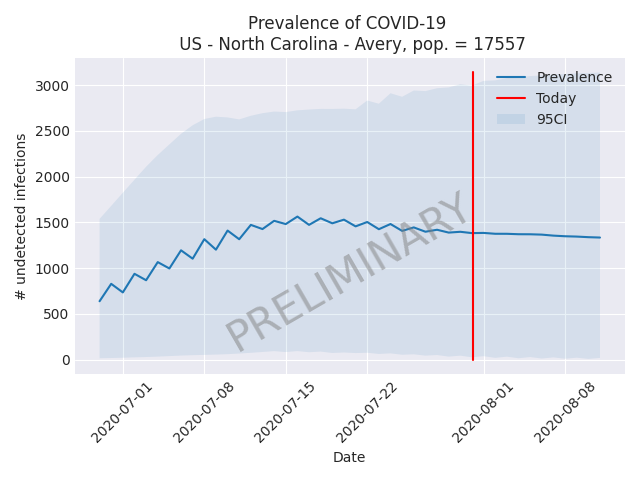 Prevalence of COVID-19
US - North Carolina - Avery, pop. = 17557
3000
2500
2000
1500
1000
500
0
# undetected infections
Prevalence
Today
95CI
PRELIMINARY
2020-07-01
2020-07-08
2020-07-15
2020-07-22
2020-08-01
2020-08-08
Date